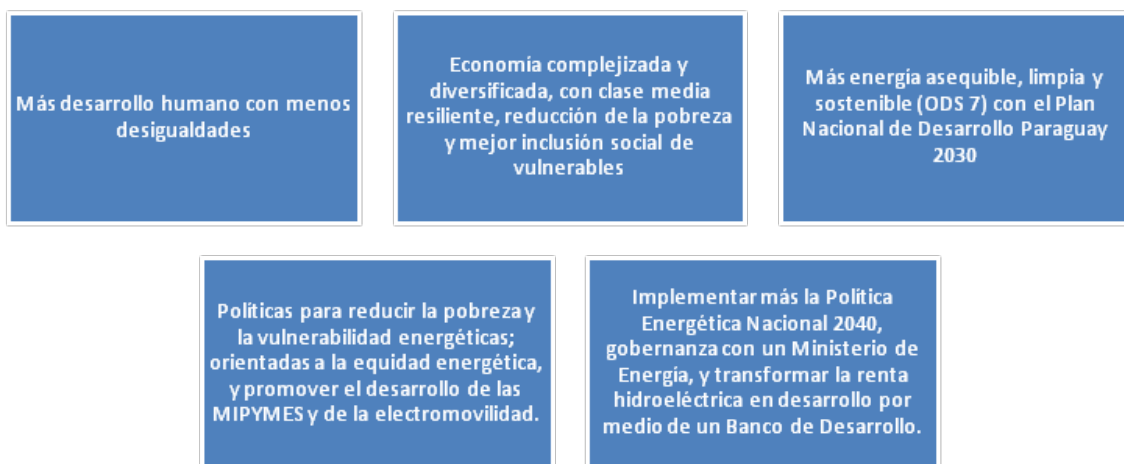 Más desarrollo humano con menos
desigualdades
Economía complejizada y
diversificada, con clase media
resiliente, reducción de la pobreza
y mejor inclusión social de
vulnerables
Más energía asequible, limpia y
sostenible (ODS 7) con el Plan
Nacional de Desarrollo Paraguay
2030
Políticas para reducir la pobreza y
la vulnerabilidad energéticas;
orientadas a la equidad energética,
y promover el desarrollo de las
MIPYMES y de la electromovilidad.
Implementar más la Política
Energética Nacional 2040,
gobernanza con un Ministerio de
Energía, y transformar la renta
hidroeléctrica en desarrollo por
medio de un Banco de Desarrollo.